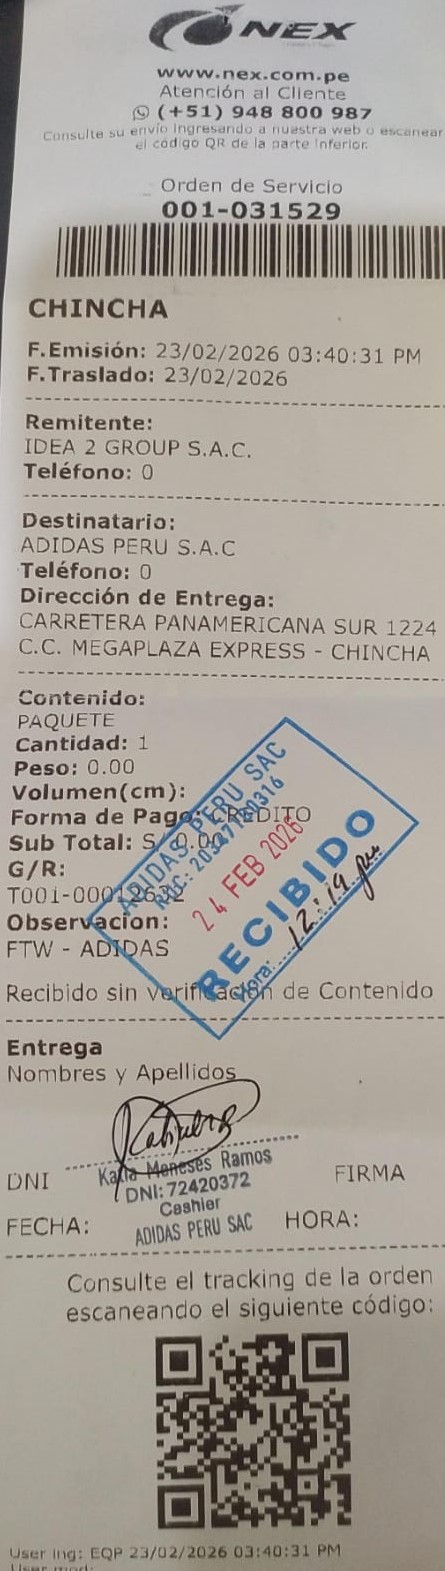 NEX
www.nex.com.pe
Atención al Cliente
(+51) 948 800 987
Consulte su envío ingresando a nuestra web o escanear
el código QR de la parte inferior.
Orden de Servicio
001-031529
CHINCHA
F.Emisión: 23/02/2026 03:40:31 PM
F.Traslado: 23/02/2026
Remitente:
IDEA 2 GROUP S.A.C.
Teléfono: 0
Destinatario:
ADIDAS PERU S.A.C
Teléfono: 0
Dirección de Entrega:
CARRETERA PANAMERICANA SUR 1224
C.C. MEGAPLAZA EXPRESS - CHINCHA
Contenido:
PAQUETE
Cantidad: 1
Peso: 0.00
Volumen(cm):
Forma de Pago: CREDITO
Sub Total: S/ 0.00
G/R:
Observacion:
FTW - ADIDAS
ADIDAS PERU SAC
RUC:
24 FEB 2026
RECIBIDO
Hora: 12:19 pm
Recibido sin Verificación de Contenido
Entrega
Nombres y Apellidos
Katia Meneses Ramos
DNI FIRMA
DNI: 72420372
Cashier
FECHA: HORA:
ADIDAS PERU SAC
Consulte el tracking de la orden
escaneando el siguiente código:
User ing: EQP 23/02/2026 03:40:31 PM